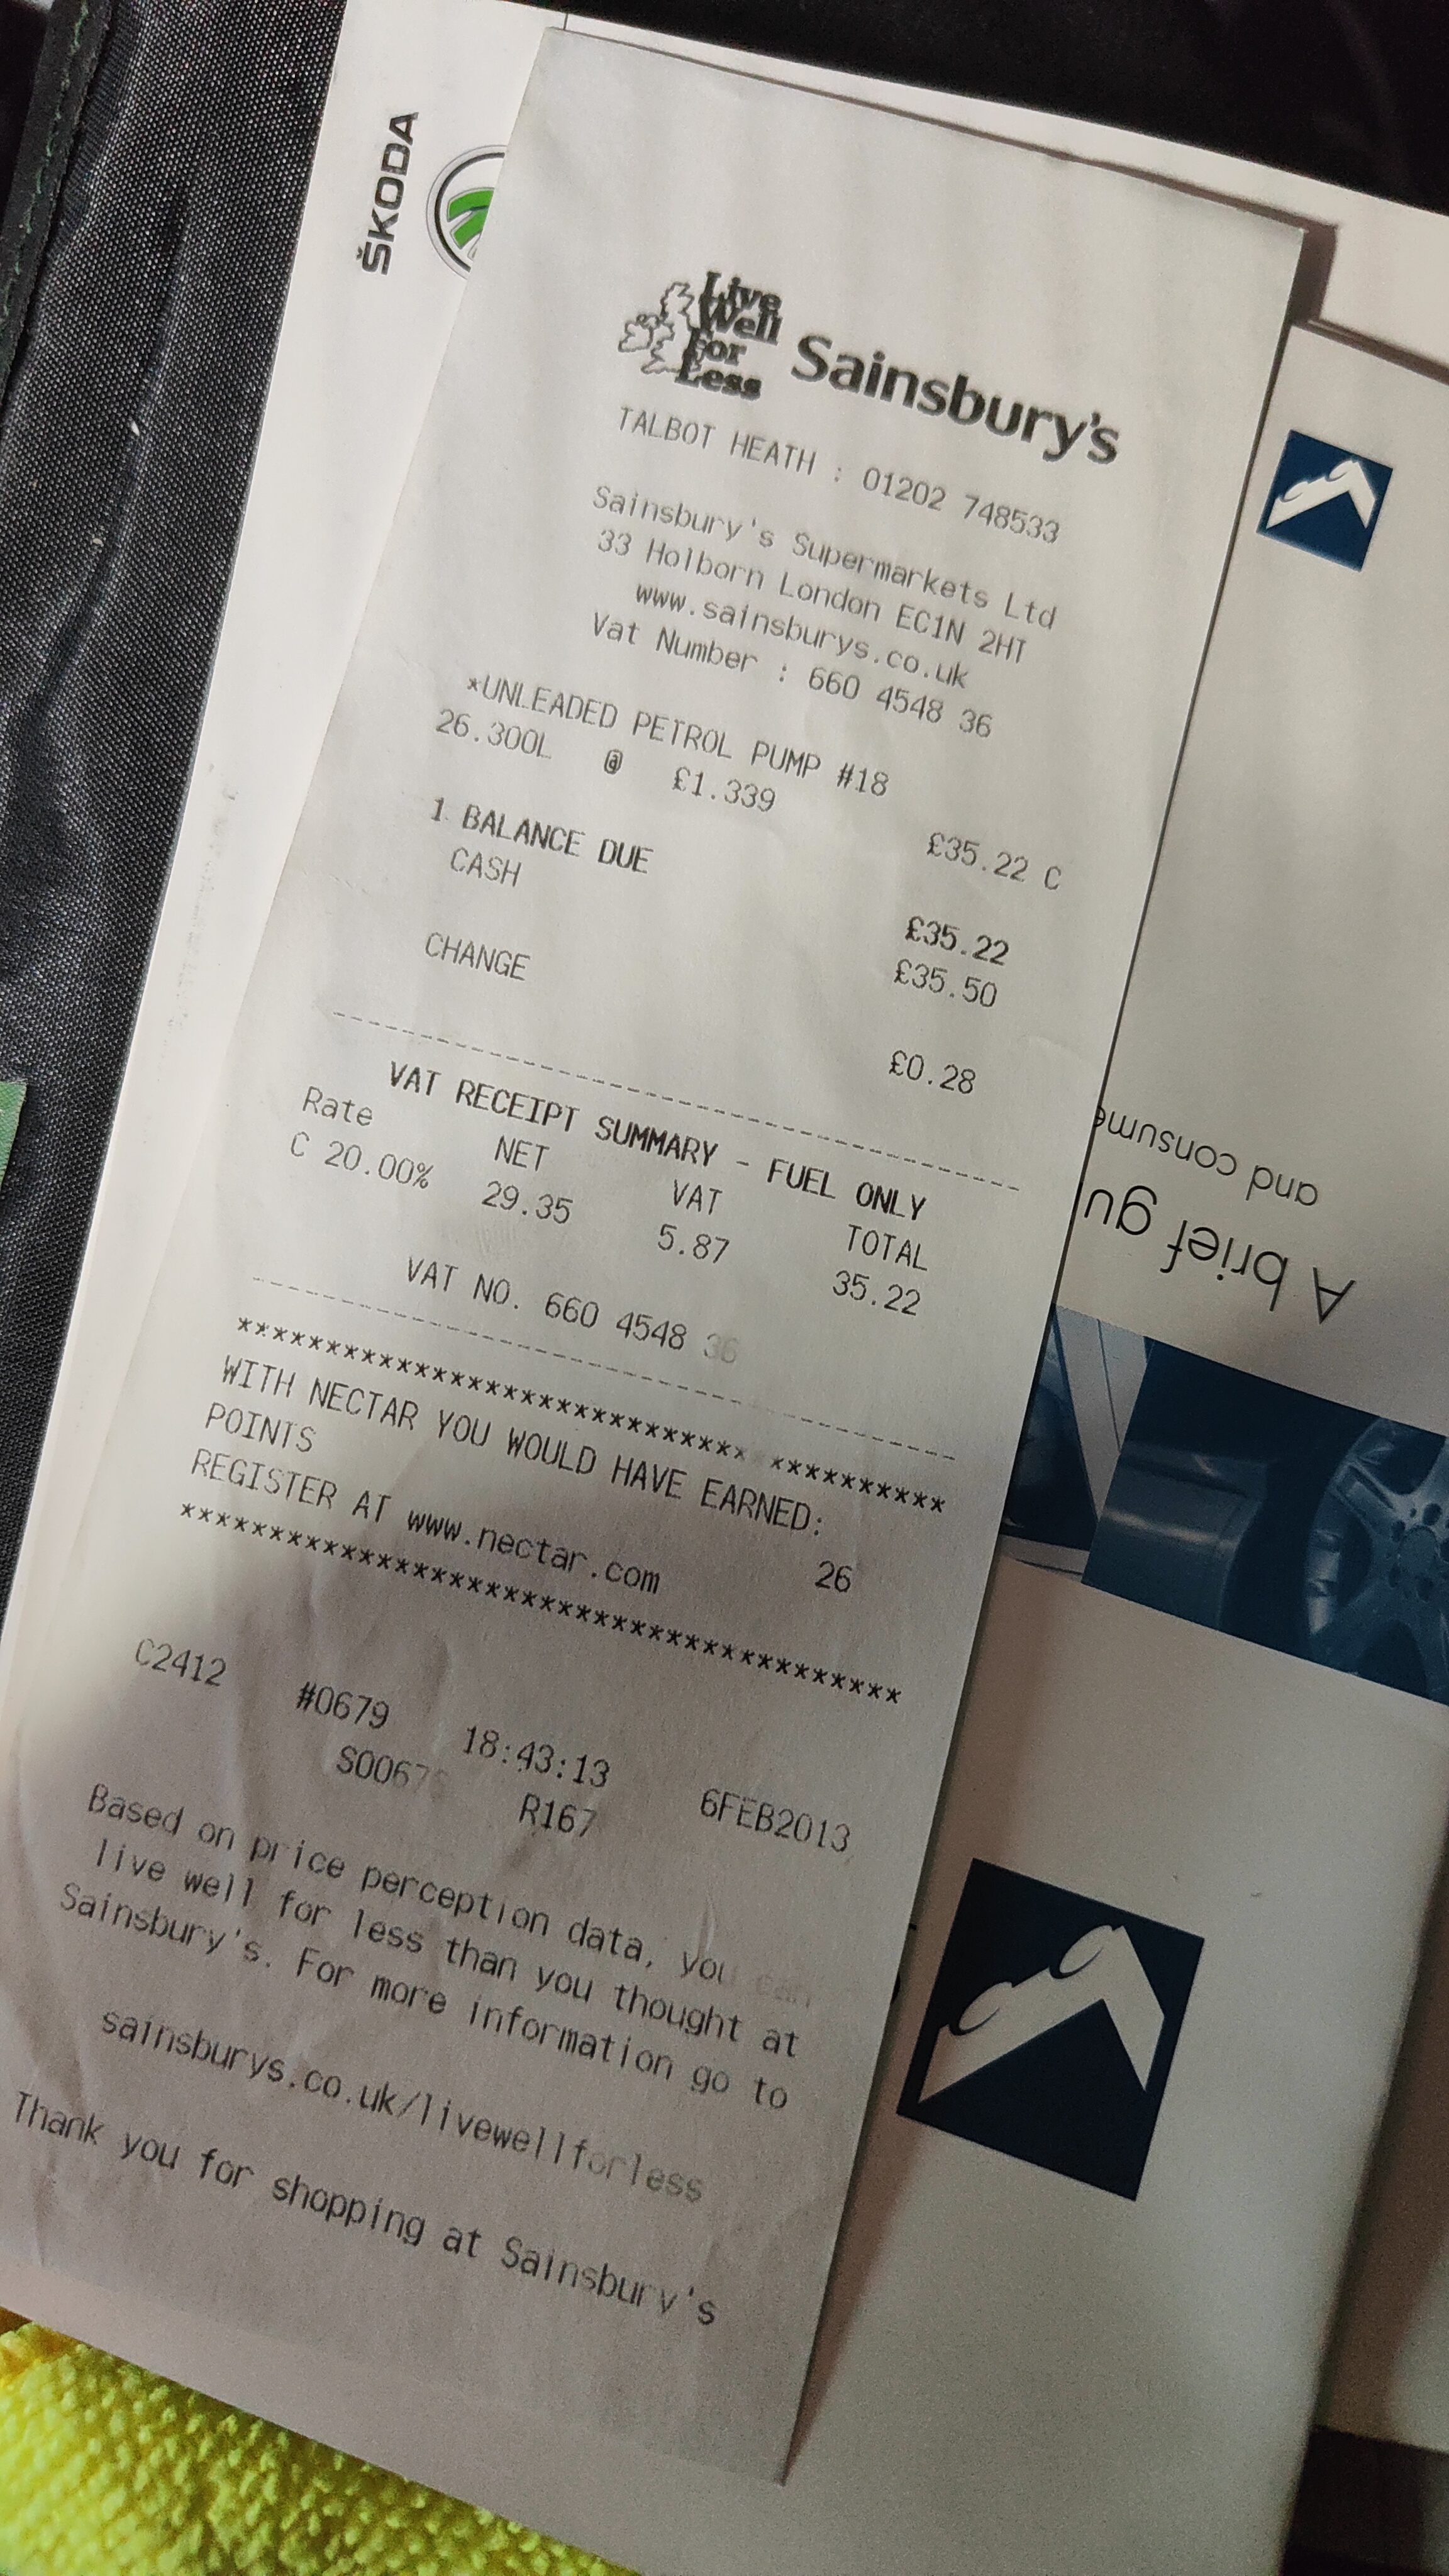 ŠKODA
Live
Well
For
Less
Sainsbury's
TALBOT HEATH : 01202 748533
Sainsbury's Supermarkets Ltd
33 Holborn London EC1N 2HT
www.sainsburys.co.uk
Vat Number : 660 4548 36
*UNLEADED PETROL PUMP #18
26.300L @ £1.339 £35.22 C
1 BALANCE DUE £35.22
CASH £35.50
CHANGE £0.28
VAT RECEIPT SUMMARY - FUEL ONLY
Rate NET VAT TOTAL
C 20.00% 29.35 5.87 35.22
VAT NO. 660 4548 36
****************************************
WITH NECTAR YOU WOULD HAVE EARNED:
POINTS 26
REGISTER AT www.nectar.com
****************************************
C2412 #0679 18:43:13 6FEB2013
R167
Based on price perception data, you can
live well for less than you thought at
Sainsbury's. For more information go to
sainsburys.co.uk/livewellforless
Thank you for shopping at Sainsbury's
A brief
and